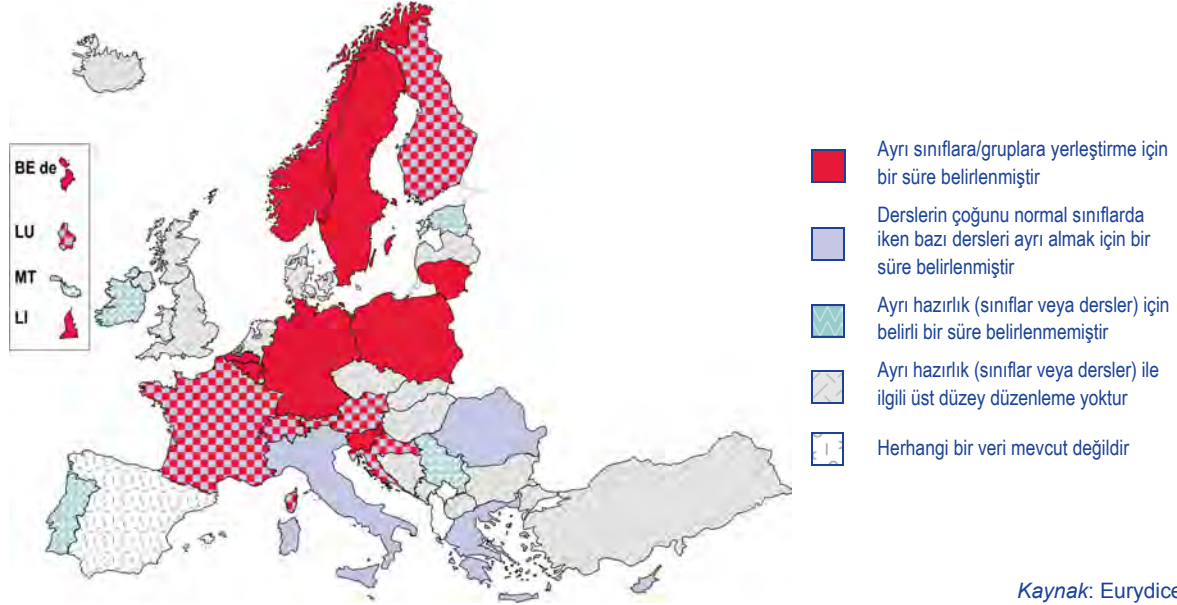 BE de
LU
MT
LI
Ayrı sınıflara/gruplara yerleştirme için
bir süre belirlenmiştir
Derslerin çoğunu normal sınıflarda
iken bazı dersleri ayrı almak için bir
süre belirlenmiştir
Ayrı hazırlık (sınıflar veya dersler) için
belirli bir süre belirlenmemiştir
Ayrı hazırlık (sınıflar veya dersler) ile
ilgili üst düzey düzenleme yoktur
Herhangi bir veri mevcut değildir
Kaynak: Eurydice